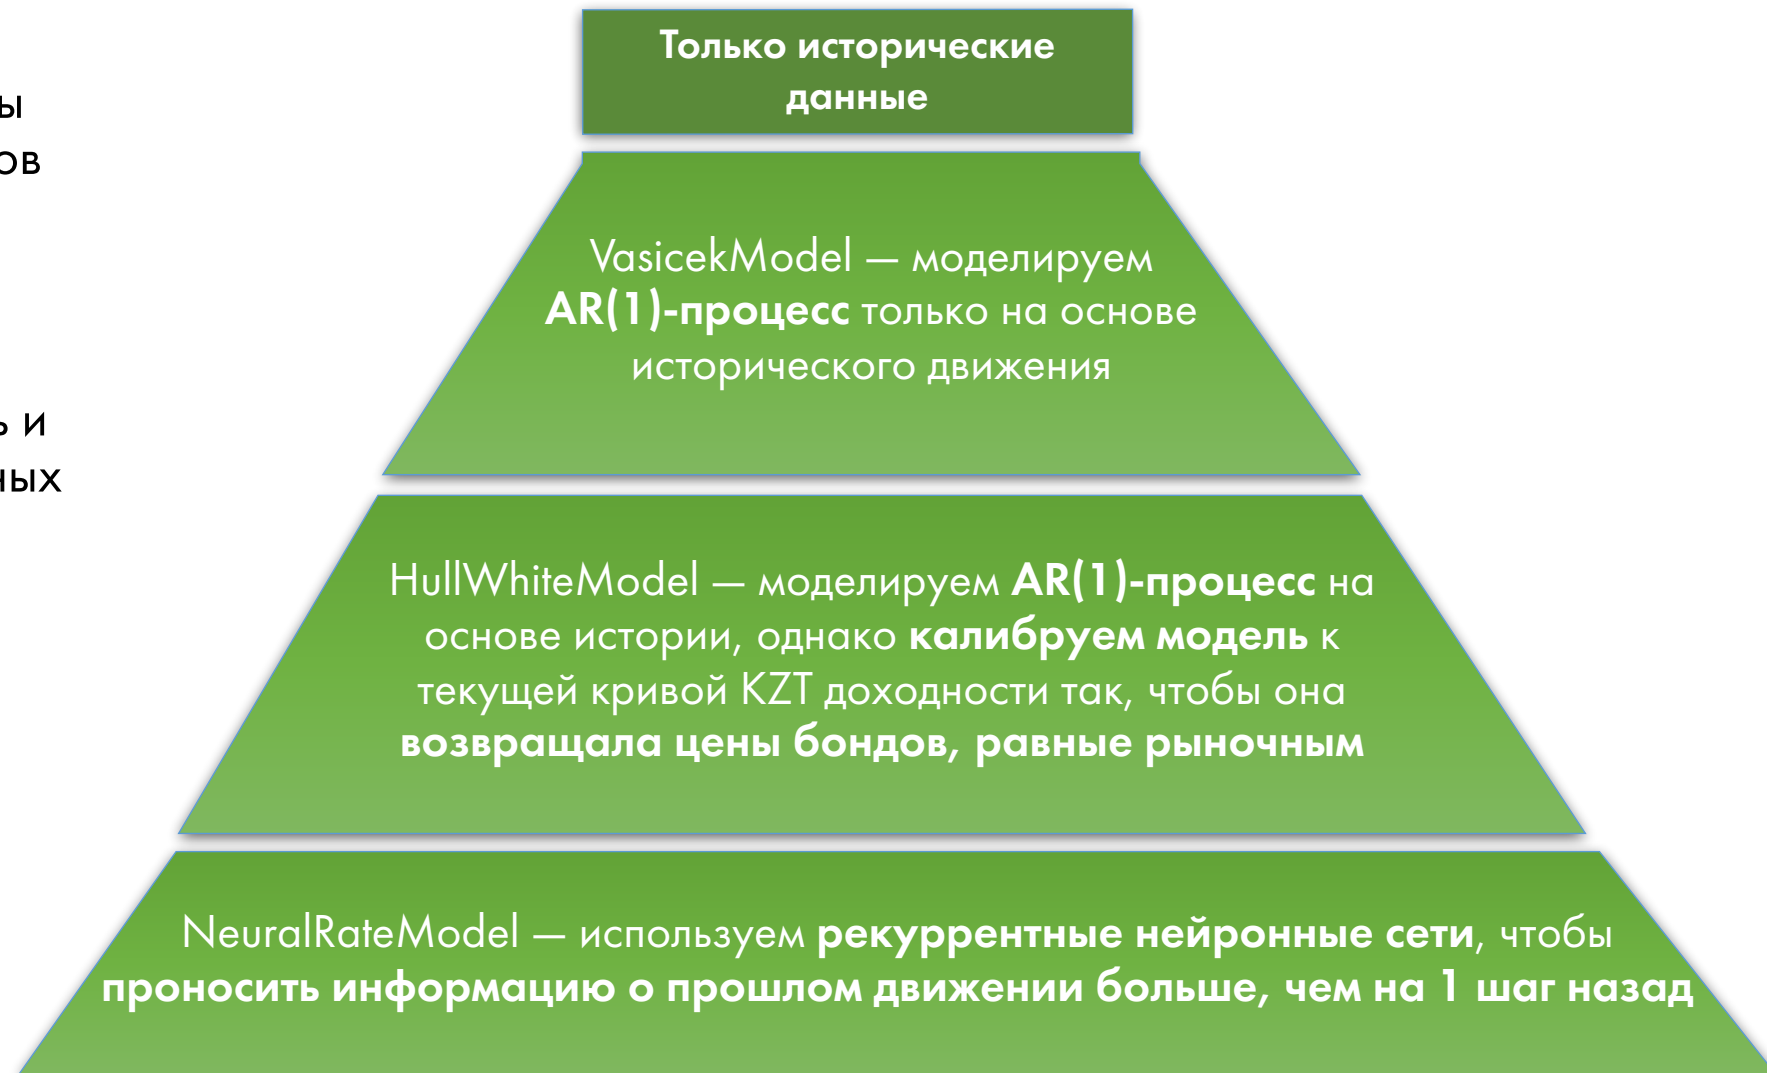 Только исторические
данные
VasicekModel — моделируем
AR(1)-процесс только на основе
исторического движения
HullWhiteModel — моделируем AR(1)-процесс на
основе истории, однако калибруем модель к
текущей кривой KZT доходности так, чтобы она
возвращала цены бондов, равные рыночным
NeuralRateModel — используем рекуррентные нейронные сети, чтобы
проносить информацию о прошлом движении больше, чем на 1 шаг назад